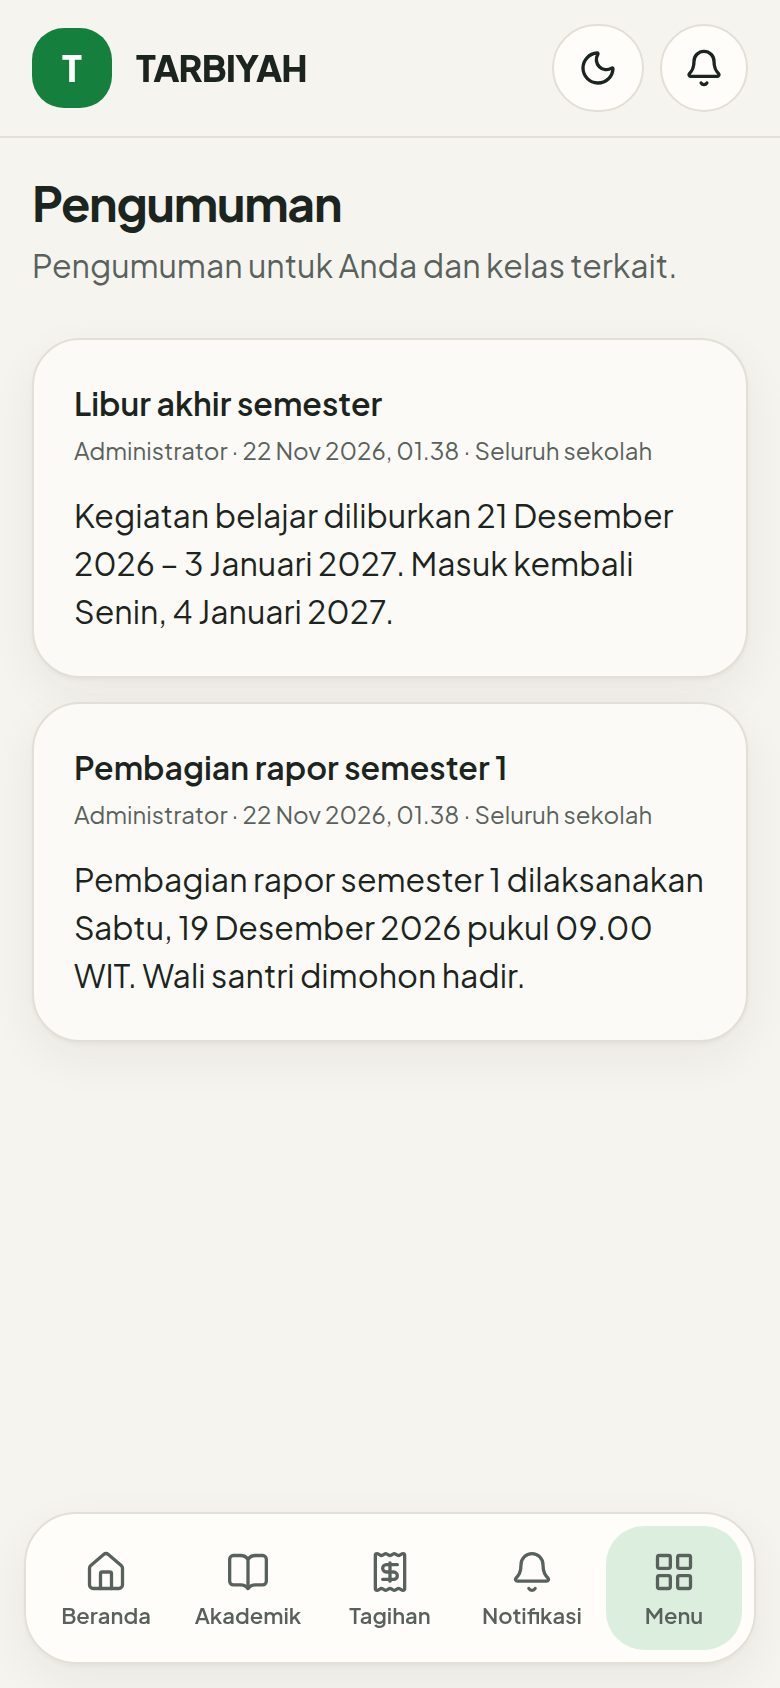 T
TARBIYAH
Pengumuman
Pengumuman untuk Anda dan kelas terkait.
Libur akhir semester
Administrator · 22 Nov 2026, 01.38 · Seluruh sekolah
Kegiatan belajar diliburkan 21 Desember
2026 – 3 Januari 2027. Masuk kembali
Senin, 4 Januari 2027.
Pembagian rapor semester 1
Administrator · 22 Nov 2026, 01.38 · Seluruh sekolah
Pembagian rapor semester 1 dilaksanakan
Sabtu, 19 Desember 2026 pukul 09.00
WIT. Wali santri dimohon hadir.
Beranda
Akademik
Tagihan
Notifikasi
Menu